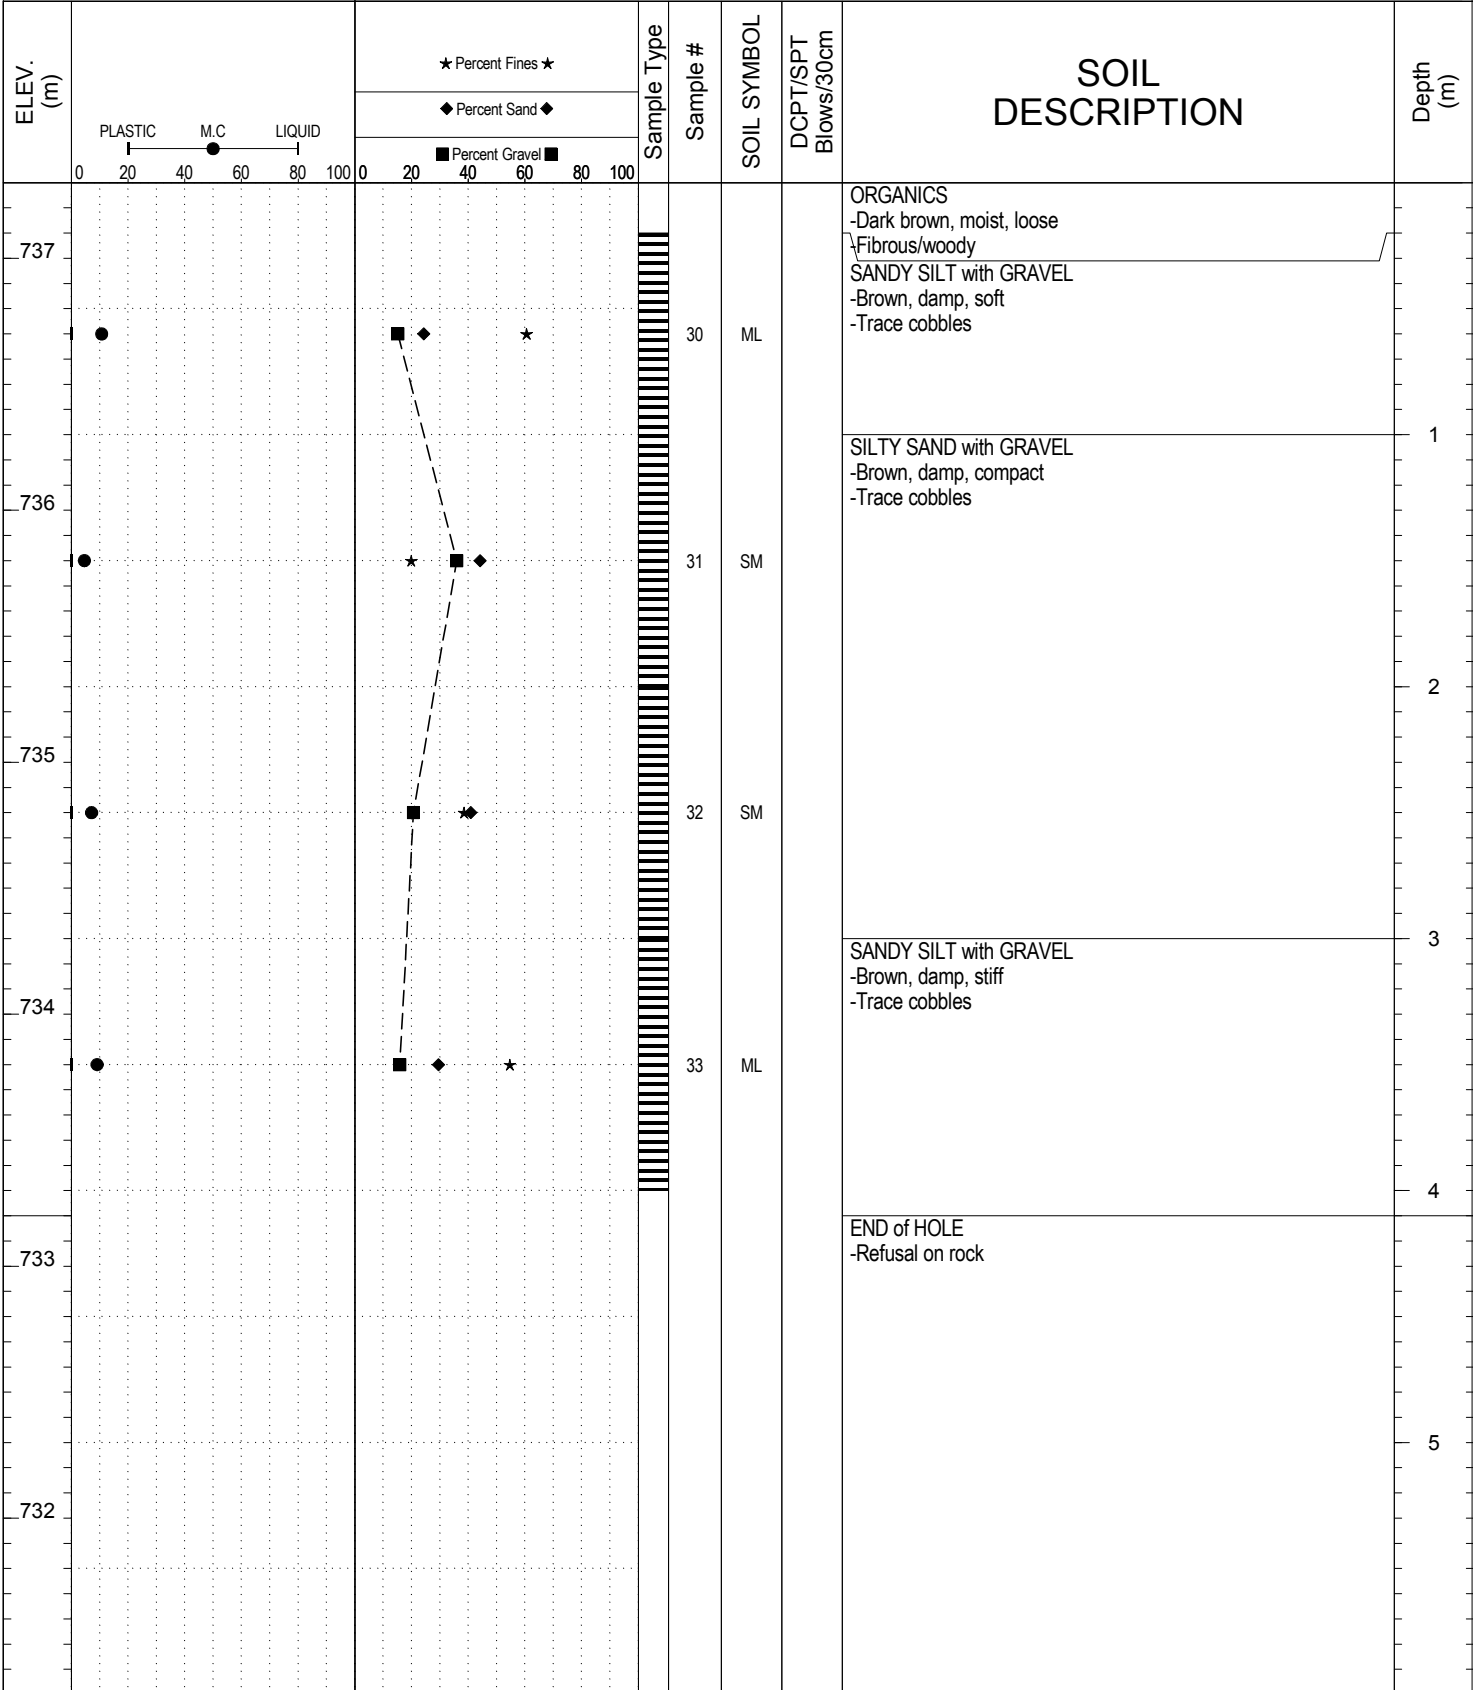 ELEV.
(m)
PLASTIC M.C LIQUID
0 20 40 60 80 100
★ Percent Fines ★
◆ Percent Sand ◆
■ Percent Gravel ■
0 20 40 60 80 100
Sample Type
Sample #
SOIL SYMBOL
DCPT/SPT
Blows/30cm
SOIL
DESCRIPTION
Depth
(m)
ORGANICS
-Dark brown, moist, loose
-Fibrous/woody
737
SANDY SILT with GRAVEL
-Brown, damp, soft
-Trace cobbles
30 ML
1
SILTY SAND with GRAVEL
-Brown, damp, compact
-Trace cobbles
736
31 SM
2
735
32 SM
3
SANDY SILT with GRAVEL
-Brown, damp, stiff
-Trace cobbles
734
33 ML
4
END of HOLE
-Refusal on rock
733
5
732